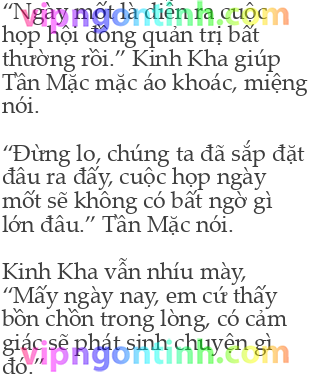 “Ngày mốt là diễn ra cuộc
họp hội đồng quản trị bất
thường rồi.” Kinh Kha giúp
Tần Mặc mặc áo khoác, miệng
nói.
“Đừng lo, chúng ta đã sắp đặt
đâu ra đấy, cuộc họp ngày
mốt sẽ không có bất ngờ gì
lớn đâu.” Tần Mặc nói.
Kinh Kha vẫn nhíu mày,
“Mấy ngày nay, em cứ thấy
bồn chồn trong lòng, có cảm
giác sẽ phát sinh chuyện gì
đó.”
vipngontinh.com
vipngontinh.com